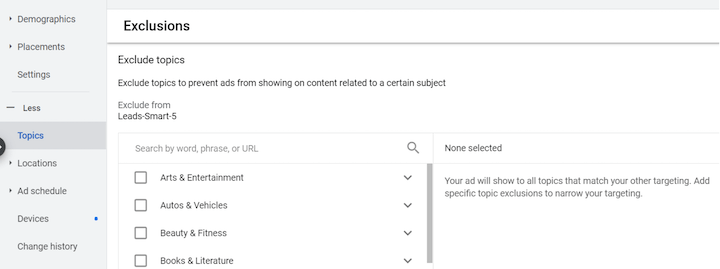 Demographics
Placements
Settings
Less
Topics
Locations
Ad schedule
Devices
Change history
Exclusions
Exclude topics
Exclude topics to prevent ads from showing on content related to a certain subject
Exclude from
Leads-Smart-5
Search by word, phrase, or URL
Arts & Entertainment
Autos & Vehicles
Beauty & Fitness
Books & Literature
None selected
Your ad will show to all topics that match your other targeting. Add
specific topic exclusions to narrow your targeting.